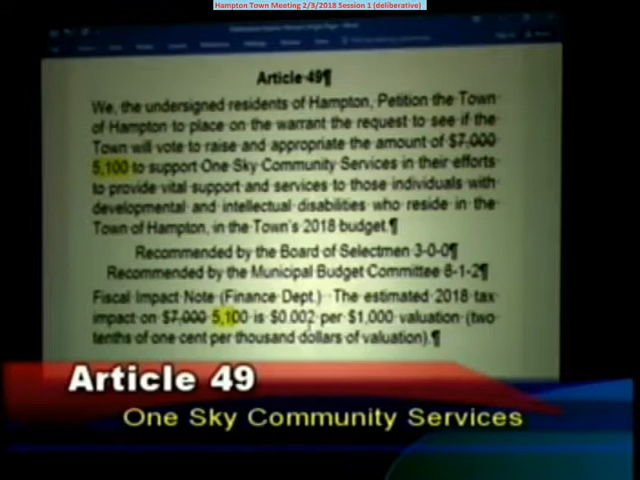 Hampton Town Meeting 2/3/2018 Session 1 (deliberative)
Article 49¶
We, the undersigned residents of Hampton, Petition the Town
of Hampton to place on the warrant the request to see if the
Town will vote to raise and appropriate the amount of $7,000
5,100 to support One Sky Community Services in their efforts
to provide vital support and services to those individuals with
developmental and intellectual disabilities who reside in the
Town of Hampton, in the Town's 2018 budget.¶
Recommended by the Board of Selectmen 3-0-0¶
Recommended by the Municipal Budget Committee 8-1-2¶
Fiscal Impact Note (Finance Dept.) The estimated 2018 tax
impact on $7,000 5,100 is $0.002 per $1,000 valuation (two
tenths of one cent per thousand dollars of valuation).¶
Article 49
One Sky Community Services